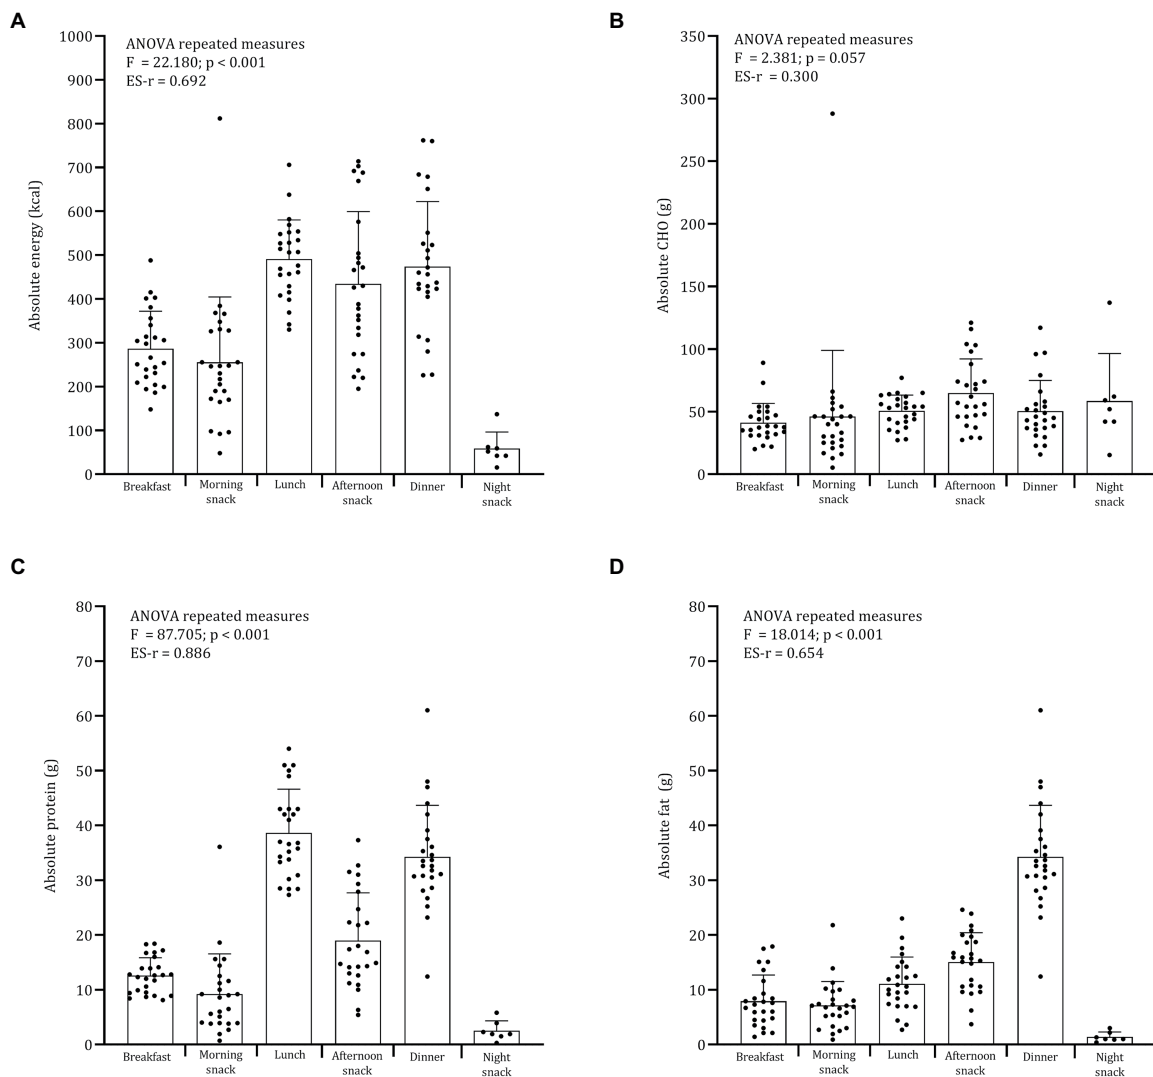 A
ANOVA repeated measures
F = 22.180; p < 0.001
ES-r = 0.692
Absolute energy (kcal)
1000
900
800
700
600
500
400
300
200
100
0
Breakfast
Morning
snack
Lunch
Afternoon
snack
Dinner
Night
snack
B
ANOVA repeated measures
F = 2.381; p = 0.057
ES-r = 0.300
Absolute CHO (g)
350
300
250
200
150
100
50
0
Breakfast
Morning
snack
Lunch
Afternoon
snack
Dinner
Night
snack
C
ANOVA repeated measures
F = 87.705; p < 0.001
ES-r = 0.886
Absolute protein (g)
80
70
60
50
40
30
20
10
0
Breakfast
Morning
snack
Lunch
Afternoon
snack
Dinner
Night
snack
D
ANOVA repeated measures
F = 18.014; p < 0.001
ES-r = 0.654
Absolute fat (g)
80
70
60
50
40
30
20
10
0
Breakfast
Morning
snack
Lunch
Afternoon
snack
Dinner
Night
snack